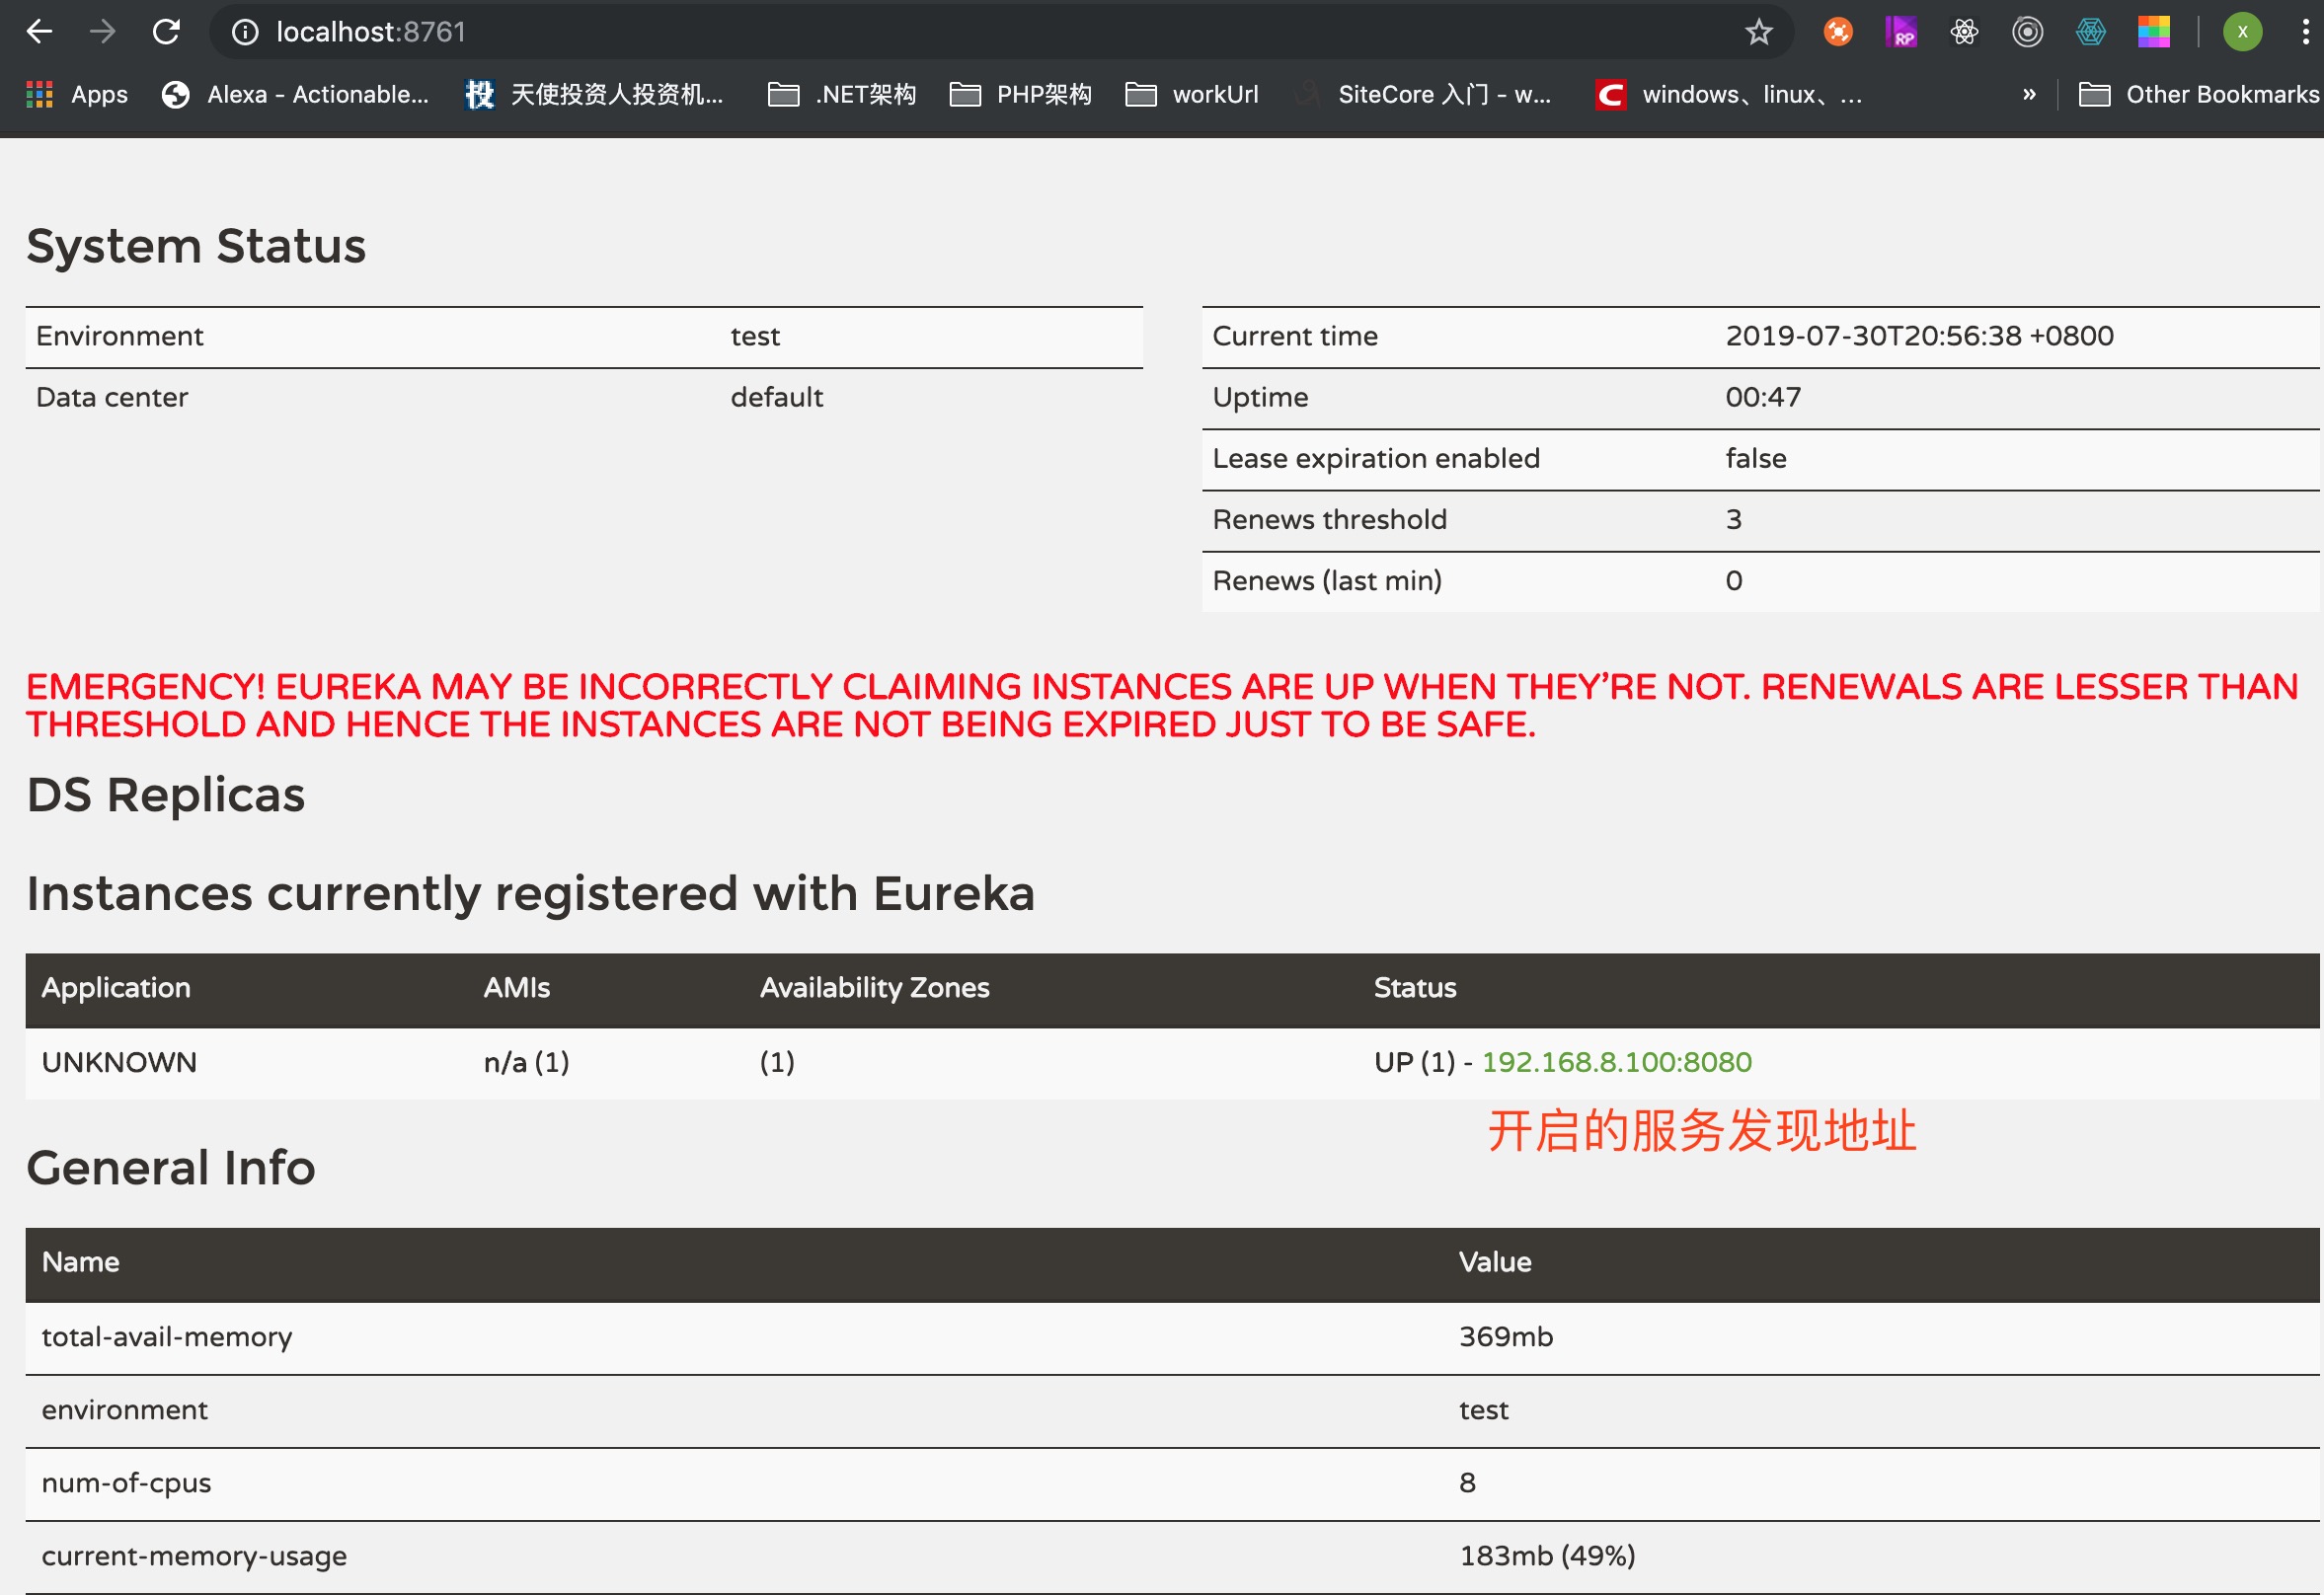 localhost:8761
X
Apps
Alexa - Actionable...
投 天使投资人投资机...
.NET架构
PHP架构
workUrl
SiteCore 入门 - w...
C windows、linux、...
»
Other Bookmarks
RP
System Status
Environment test
Data center default
Current time 2019-07-30T20:56:38 +0800
Uptime 00:47
Lease expiration enabled false
Renews threshold 3
Renews (last min) 0
EMERGENCY! EUREKA MAY BE INCORRECTLY CLAIMING INSTANCES ARE UP WHEN THEY’RE NOT. RENEWALS ARE LESSER THAN
THRESHOLD AND HENCE THE INSTANCES ARE NOT BEING EXPIRED JUST TO BE SAFE.
DS Replicas
Instances currently registered with Eureka
Application AMIs Availability Zones Status
UNKNOWN n/a (1) (1) UP (1) - 192.168.8.100:8080
开启的服务发现地址
General Info
Name Value
total-avail-memory 369mb
environment test
num-of-cpus 8
current-memory-usage 183mb (49%)